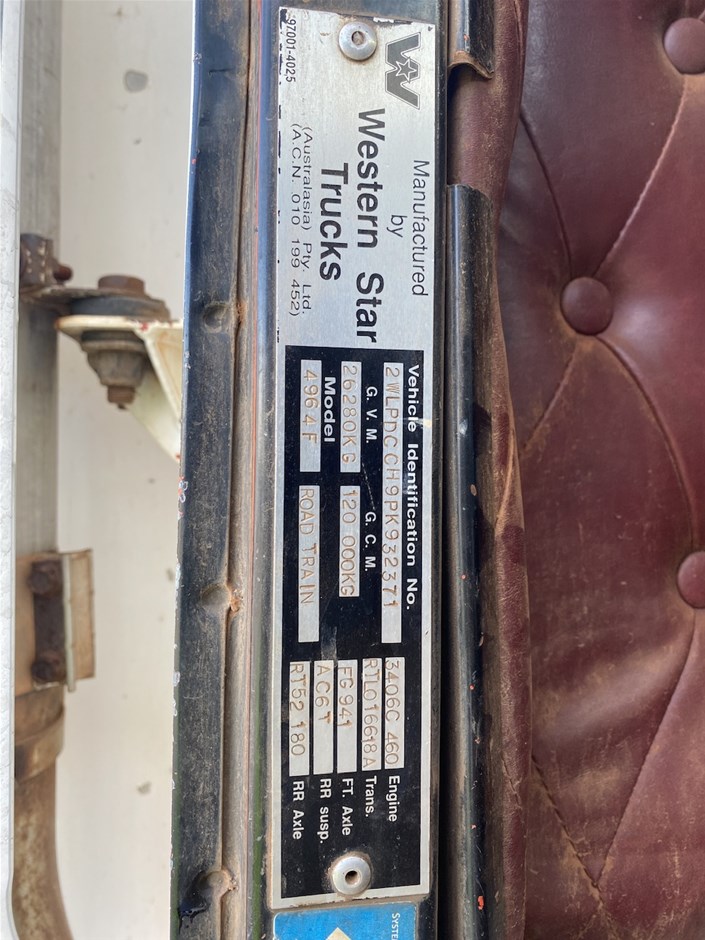 97001-4025
Manufactured
by
Western Star
Trucks
(Australasia) Pty. Ltd.
(A.C.N. 010 199 452)
Vehicle Identification No.
2WLPDCCH9PK932371
G. V. M. G. C. M.
26280KG 120 000KG
Model
4964F ROAD TRAIN
3406C 460 Engine
RTLO16618A Trans.
FG941 FT. Axle
AC6T RR susp.
RT52 180 RR Axle
SYSTE